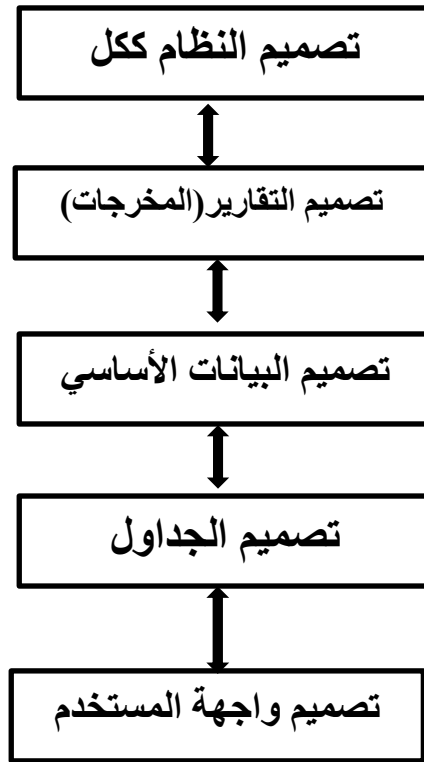 تصميم النظام ككل
تصميم التقارير(المخرجات)
تصميم البيانات الأساسي
تصميم الجداول
تصميم واجهة المستخدم